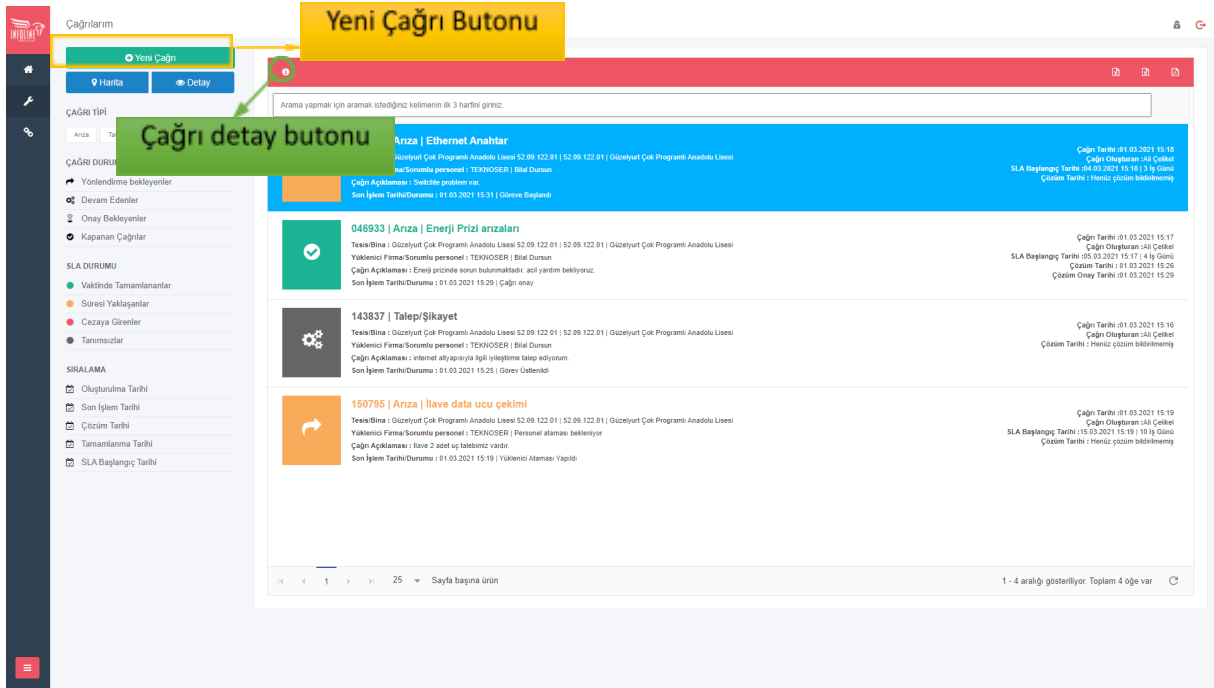 INFOLINE
Çağrılarım
Yeni Çağrı Butonu
Yeni Çağrı
Harita
Detay
Çağrı detay butonu
ÇAĞRI TİPİ
Arıza
ÇAĞRI DURUMU
Yönlendirme bekleyenler
Devam Edenler
Onay Bekleyenler
Kapanan Çağrılar
SLA DURUMU
Vaktinde Tamamlananlar
Süresi Yaklaşanlar
Cezaya Girenler
Tanımsızlar
SIRALAMA
Oluşturulma Tarihi
Son İşlem Tarihi
Çözüm Tarihi
Tamamlanma Tarihi
SLA Başlangıç Tarihi
Arama yapmak için aramak istediğiniz kelimenin ilk 3 harfini giriniz.
Arıza | Ethernet Anahtar
Güzelyurt Çok Programlı Anadolu Lisesi 52.09.122.01 | 52.09.122.01 | Güzelyurt Çok Programlı Anadolu Lisesi
personel : TEKNOSER | Bilal Dursun
Çağrı Açıklaması : Switchte problem var.
Son İşlem Tarihi/Durumu : 01.03.2021 15:31 | Göreve Başlandı
Çağrı Tarihi :01.03.2021 15:18
Çağrı Oluşturan :Ali Çelikel
SLA Başlangıç Tarihi :04.03.2021 15:18 | 3 İş Günü
Çözüm Tarihi : Henüz çözüm bildirilmemiş
046933 | Arıza | Enerji Prizi arızaları
Tesis/Bina : Güzelyurt Çok Programlı Anadolu Lisesi 52.09.122.01 | 52.09.122.01 | Güzelyurt Çok Programlı Anadolu Lisesi
Yüklenici Firma/Sorumlu personel : TEKNOSER | Bilal Dursun
Çağrı Açıklaması : Enerji prizinde sorun bulunmaktadır. acil yardım bekliyoruz.
Son İşlem Tarihi/Durumu : 01.03.2021 15:29 | Çağrı onay
Çağrı Tarihi :01.03.2021 15:17
Çağrı Oluşturan :Ali Çelikel
SLA Başlangıç Tarihi :05.03.2021 15:17 | 4 İş Günü
Çözüm Tarihi : 01.03.2021 15:26
Çözüm Onay Tarihi :01.03.2021 15:29
143837 | Talep/Şikayet
Tesis/Bina : Güzelyurt Çok Programlı Anadolu Lisesi 52.09.122.01 | 52.09.122.01 | Güzelyurt Çok Programlı Anadolu Lisesi
Yüklenici Firma/Sorumlu personel : TEKNOSER | Bilal Dursun
Çağrı Açıklaması : internet altyapısıyla ilgili iyileştirme talep ediyorum.
Son İşlem Tarihi/Durumu : 01.03.2021 15:25 | Görev Üstlenildi
Çağrı Tarihi :01.03.2021 15:16
Çağrı Oluşturan :Ali Çelikel
Çözüm Tarihi : Henüz çözüm bildirilmemiş
150795 | Arıza | İlave data ucu çekimi
Tesis/Bina : Güzelyurt Çok Programlı Anadolu Lisesi 52.09.122.01 | 52.09.122.01 | Güzelyurt Çok Programlı Anadolu Lisesi
Yüklenici Firma/Sorumlu personel : TEKNOSER | Personel ataması bekleniyor
Çağrı Açıklaması : İlave 2 adet uç talebimiz vardır.
Son İşlem Tarihi/Durumu : 01.03.2021 15:19 | Yüklenici Ataması Yapıldı
Çağrı Tarihi :01.03.2021 15:19
Çağrı Oluşturan :Ali Çelikel
SLA Başlangıç Tarihi :15.03.2021 15:19 | 10 İş Günü
Çözüm Tarihi : Henüz çözüm bildirilmemiş
1
25
Sayfa başına ürün
1 - 4 aralığı gösteriliyor. Toplam 4 öğe var